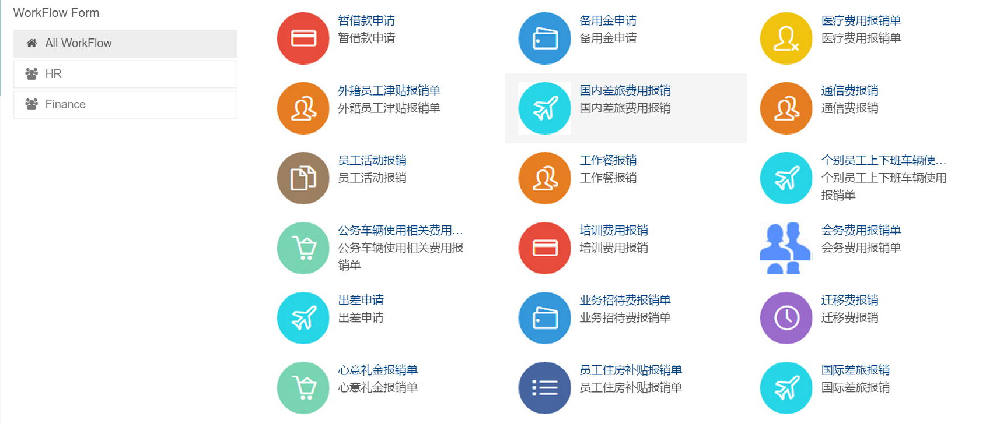 WorkFlow Form
All WorkFlow
HR
Finance
暂借款申请
暂借款申请
备用金申请
备用金申请
医疗费用报销单
医疗费用报销单
外籍员工津贴报销单
外籍员工津贴报销单
国内差旅费用报销
国内差旅费用报销
通信费报销
通信费报销
员工活动报销
员工活动报销
工作餐报销
工作餐报销
个别员工上下班车辆使...
个别员工上下班车辆使用
报销单
公务车辆使用相关费用...
公务车辆使用相关费用报
销单
培训费用报销
培训费用报销
会务费用报销单
会务费用报销单
出差申请
出差申请
业务招待费报销单
业务招待费报销单
迁移费报销
迁移费报销
心意礼金报销单
心意礼金报销单
员工住房补贴报销单
员工住房补贴报销单
国际差旅报销
国际差旅报销